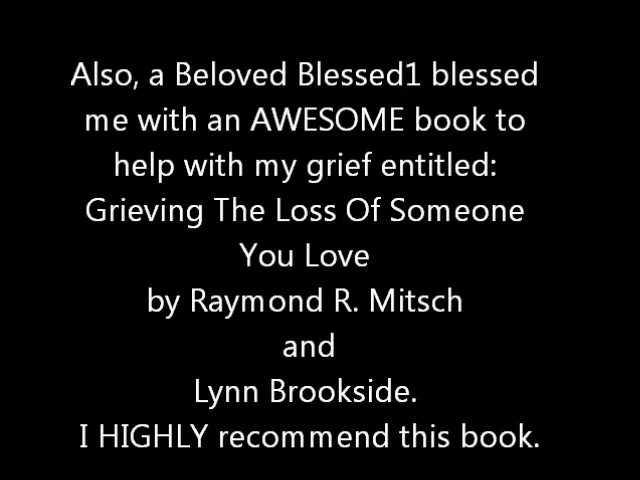 Also, a Beloved Blessed1 blessed
me with an AWESOME book to
help with my grief entitled:
Grieving The Loss Of Someone
You Love
by Raymond R. Mitsch
and
Lynn Brookside.
I HIGHLY recommend this book.